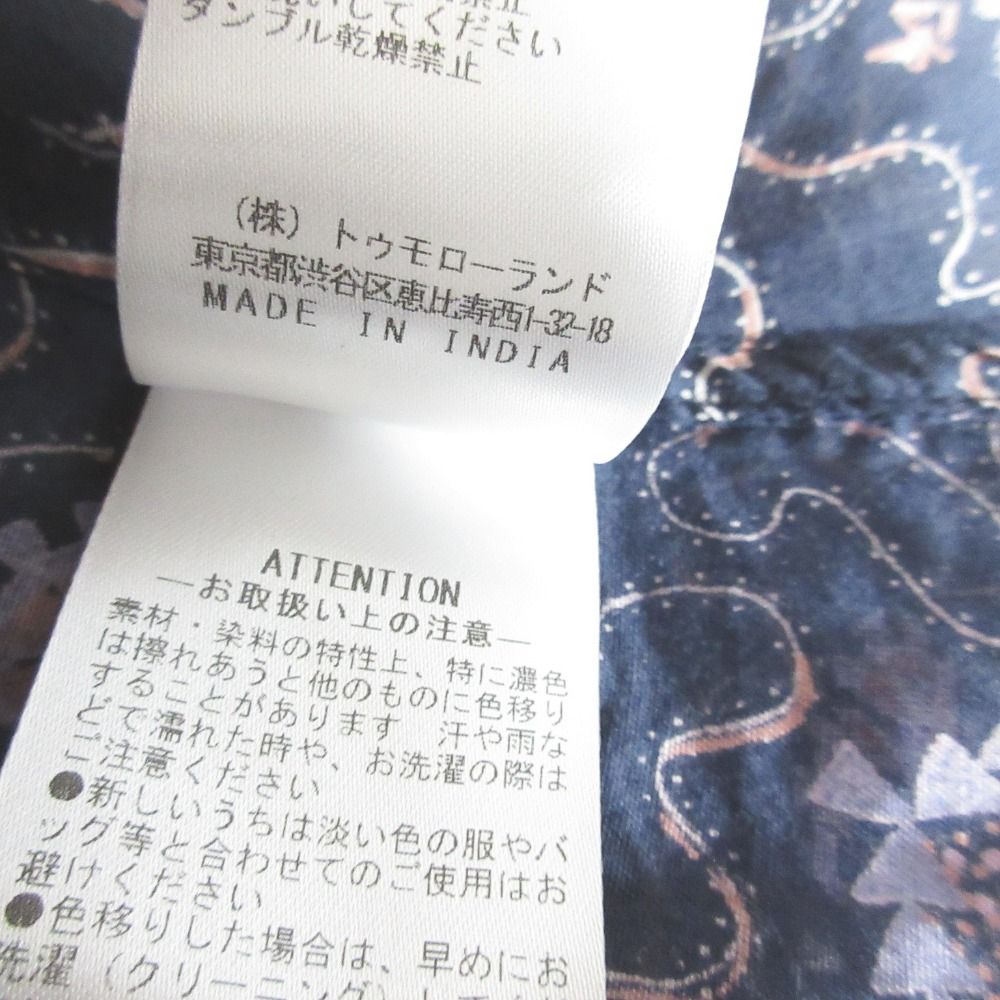 してください
タンブル乾燥禁止
(株) トゥモローランド
東京都渋谷区恵比寿西1-32-18
MADE IN INDIA
ATTENTION
―お取扱い上の注意―
素材・染料の特性上、特に濃色
は擦れあうと他のものに色移り
することがあります 汗や雨な
どで濡れた時や、お洗濯の際は
ご注意ください
●新しいうちは淡い色の服やバ
ッグ等と合わせてのご使用はお
避けください
●色移りした場合は、早めにお
洗濯(クリーニング)